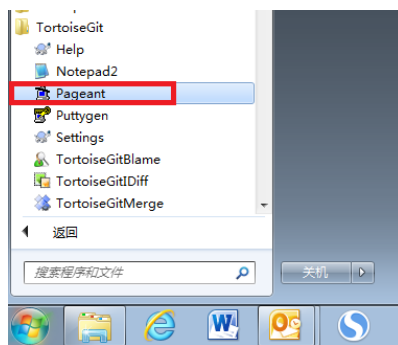 TortoiseGit
Help
Notepad2
Pageant
Puttygen
Settings
TortoiseGitBlame
TortoiseGitIDiff
TortoiseGitMerge
返回
搜索程序和文件
关机